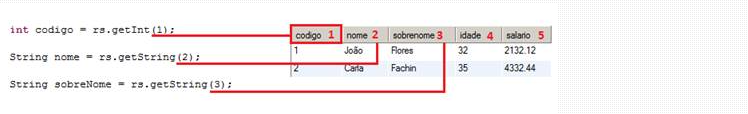 int codigo = rs.getInt(1);
String nome = rs.getString(2);
String sobreNome = rs.getString(3);
codigo 1 nome 2 sobrenome 3 idade 4 salario 5
1 João Flores 32 2132.12
2 Carla Fachin 35 4332.44